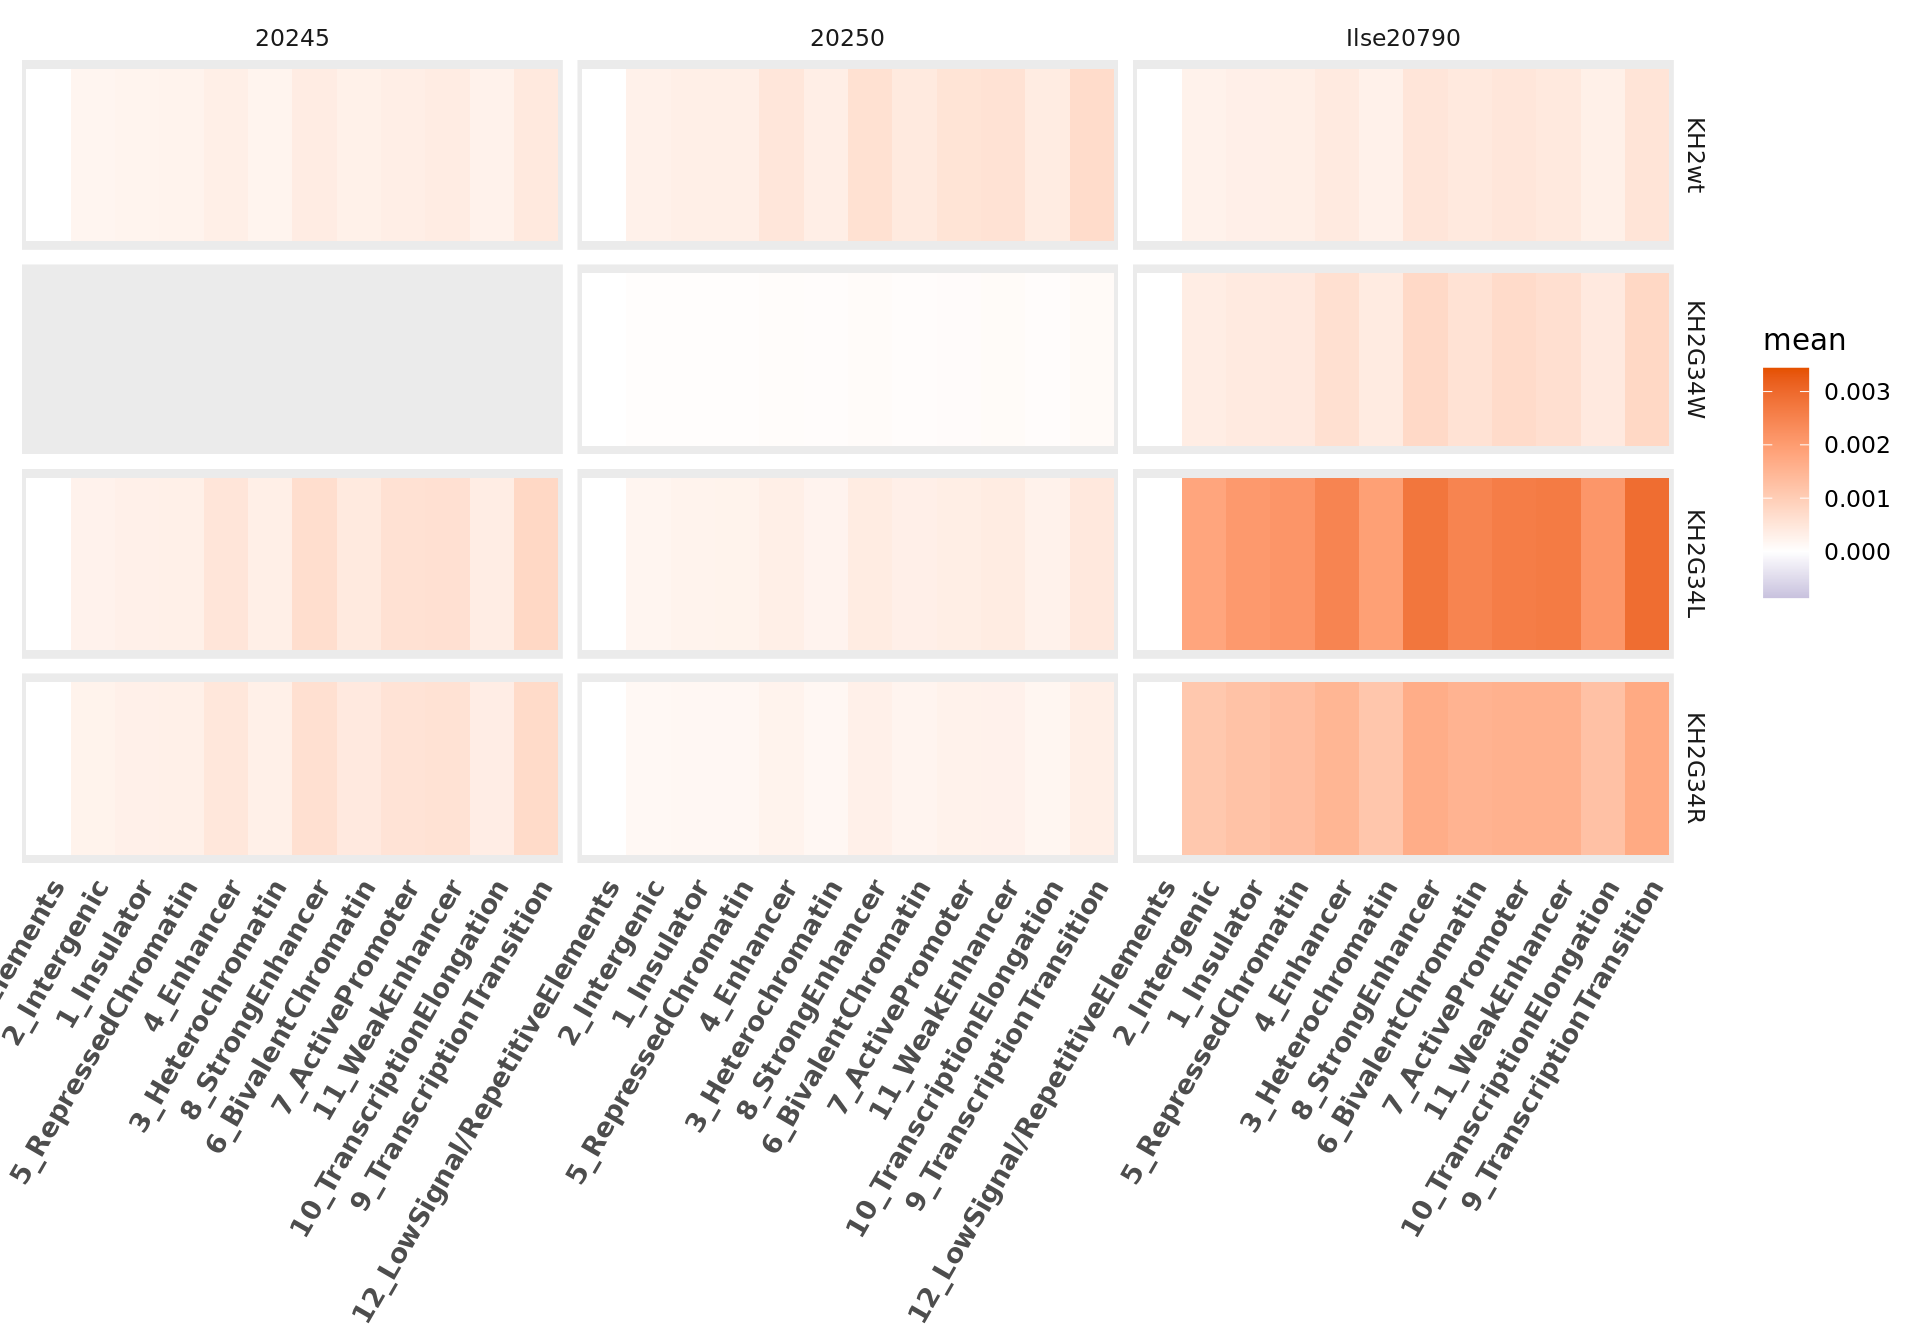 20245
20250
Ilse20790
KH2wt
KH2G34W
KH2G34L
KH2G34R
mean
0.003
0.002
0.001
0.000
2_Intergenic
1_Insulator
5_RepressedChromatin
4_Enhancer
3_Heterochromatin
8_StrongEnhancer
6_BivalentChromatin
7_ActivePromoter
11_WeakEnhancer
10_TranscriptionElongation
9_TranscriptionTransition
12_LowSignal/RepetitiveElements
2_Intergenic
1_Insulator
5_RepressedChromatin
4_Enhancer
3_Heterochromatin
8_StrongEnhancer
6_BivalentChromatin
7_ActivePromoter
11_WeakEnhancer
10_TranscriptionElongation
9_TranscriptionTransition
12_LowSignal/RepetitiveElements
2_Intergenic
1_Insulator
5_RepressedChromatin
4_Enhancer
3_Heterochromatin
8_StrongEnhancer
6_BivalentChromatin
7_ActivePromoter
11_WeakEnhancer
10_TranscriptionElongation
9_TranscriptionTransition